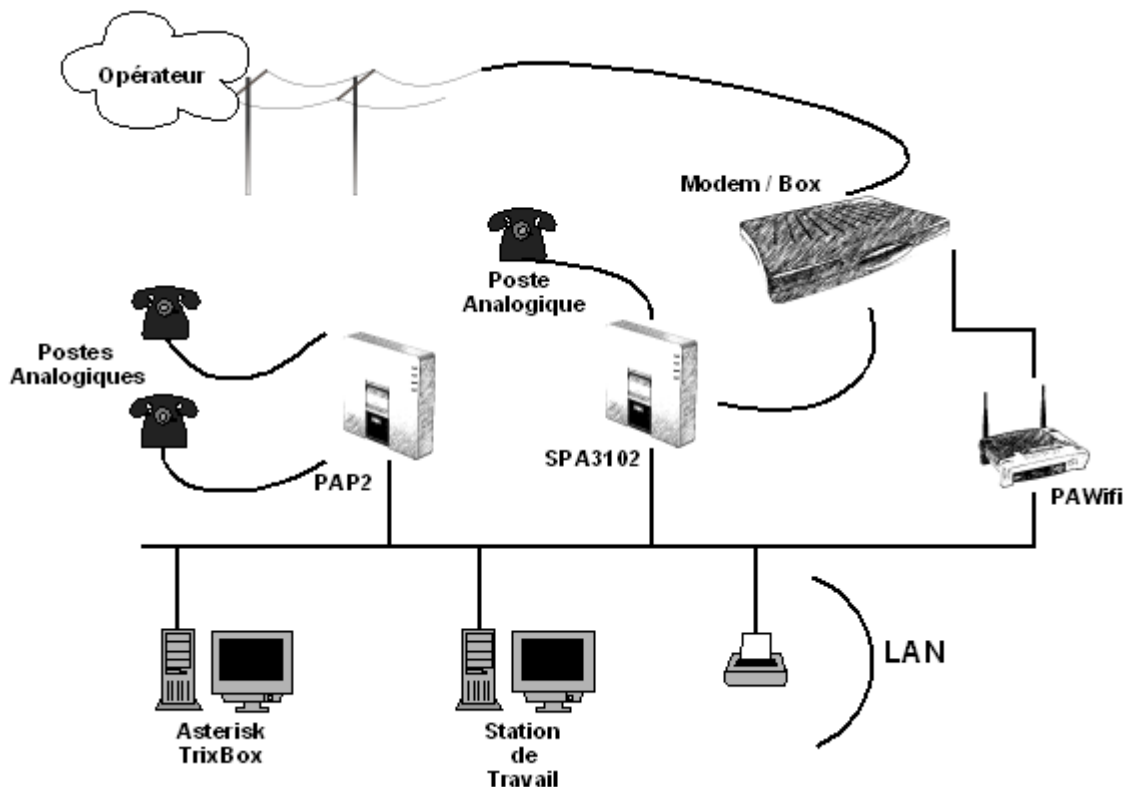 Opérateur
Modem / Box
Poste
Analogique
Postes
Analogiques
SPA3102
PAP2
PAWifi
LAN
Asterisk
TrixBox
Station
de
Travail